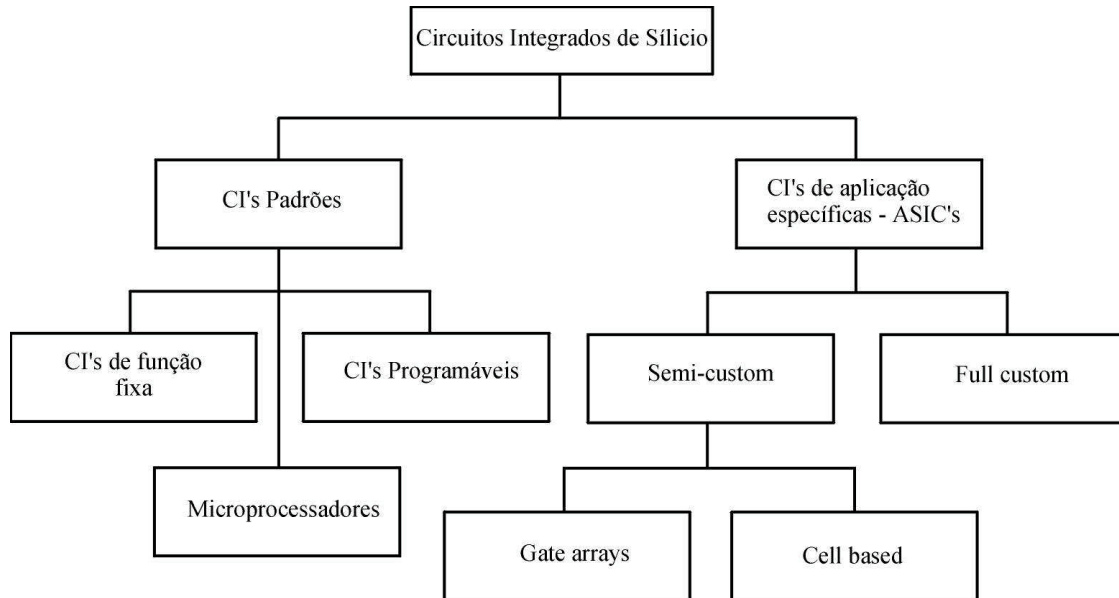 Circuitos Integrados de Sílicio
CI's Padrões
CI's de aplicação
específicas - ASIC's
CI's de função
fixa
CI's Programáveis
Semi-custom
Full custom
Microprocessadores
Gate arrays
Cell based